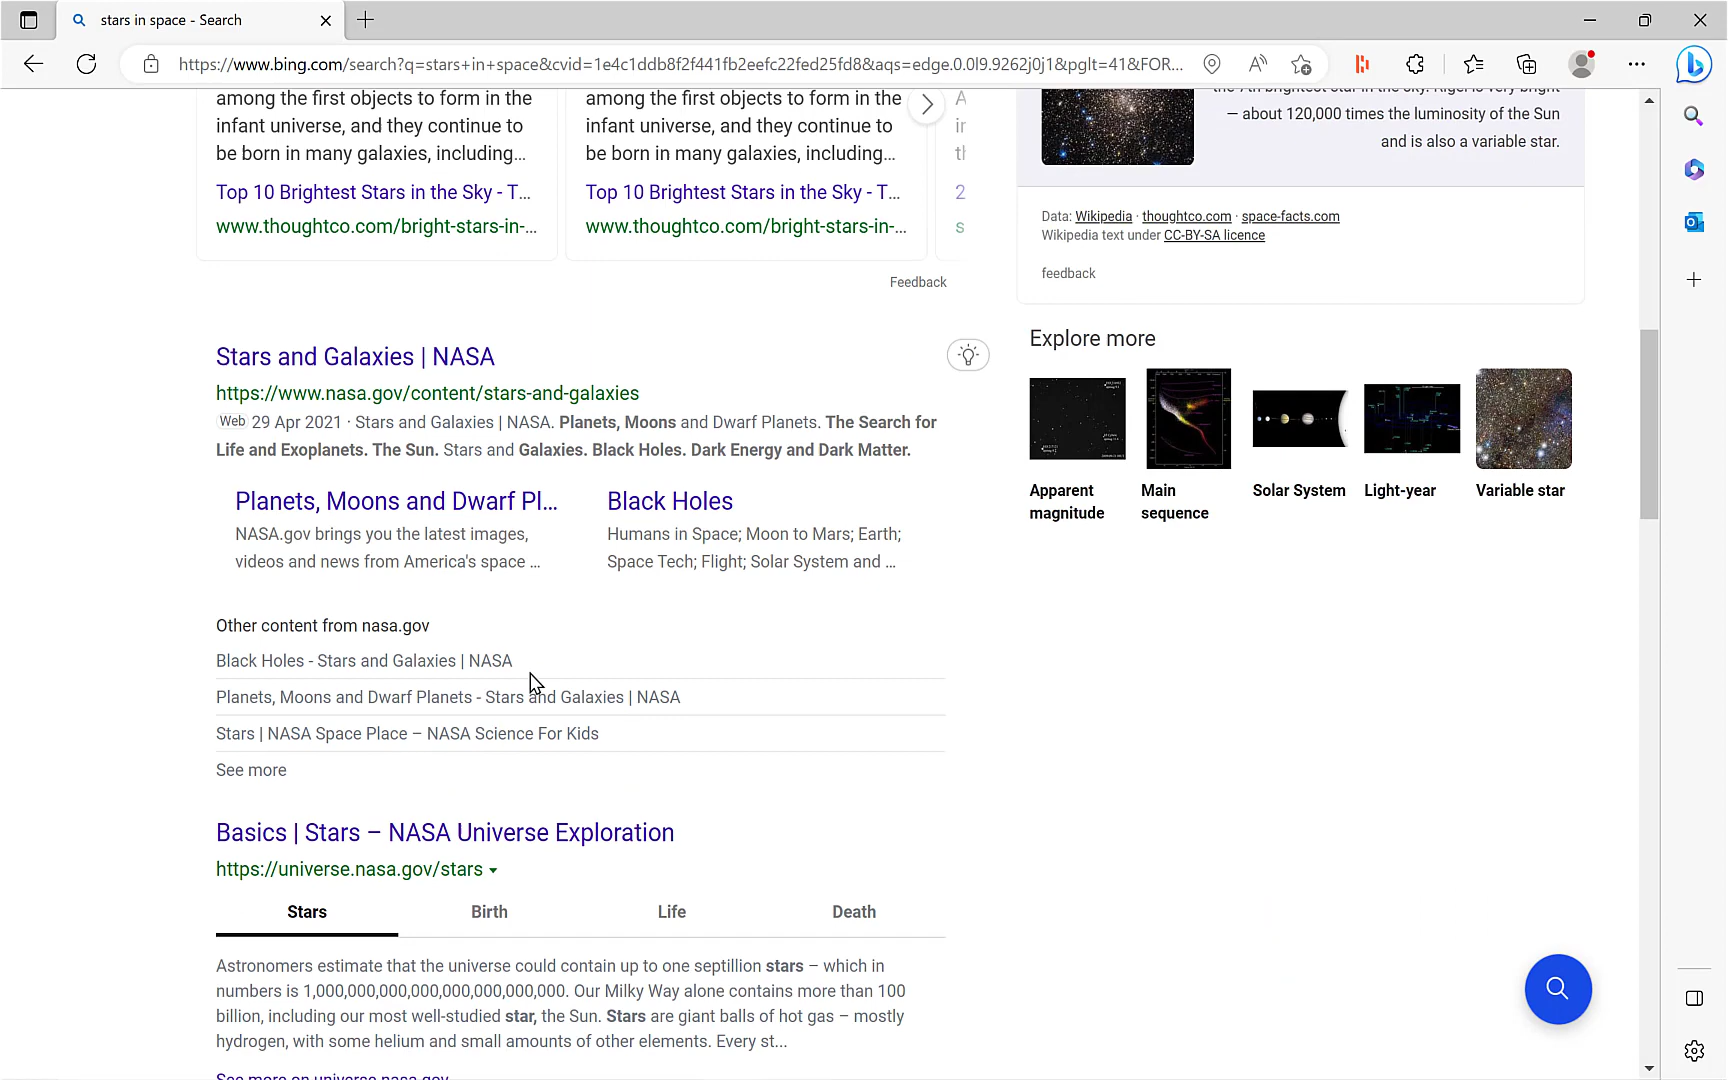 stars in space - Search
https://www.bing.com/search?q=stars+in+space&cvid=1e4c1ddb8f2f441fb2eefc22fed25fd8&aqs=edge.0.0l9.9262j0j1&pglt=41&FOR...
among the first objects to form in the
infant universe, and they continue to
be born in many galaxies, including...
Top 10 Brightest Stars in the Sky - T...
www.thoughtco.com/bright-stars-in-...
among the first objects to form in the
infant universe, and they continue to
be born in many galaxies, including...
Top 10 Brightest Stars in the Sky - T...
www.thoughtco.com/bright-stars-in-...
A
2
s
Feedback
the 7th brightest star in the sky. Rigel is very bright
— about 120,000 times the luminosity of the Sun
and is also a variable star.
Data: Wikipedia · thoughtco.com · space-facts.com
Wikipedia text under CC-BY-SA licence
feedback
Stars and Galaxies | NASA
https://www.nasa.gov/content/stars-and-galaxies
Web 29 Apr 2021 · Stars and Galaxies | NASA. Planets, Moons and Dwarf Planets. The Search for
Life and Exoplanets. The Sun. Stars and Galaxies. Black Holes. Dark Energy and Dark Matter.
Planets, Moons and Dwarf Pl...
NASA.gov brings you the latest images,
videos and news from America's space ...
Black Holes
Humans in Space; Moon to Mars; Earth;
Space Tech; Flight; Solar System and ...
Other content from nasa.gov
Black Holes - Stars and Galaxies | NASA
Planets, Moons and Dwarf Planets - Stars and Galaxies | NASA
Stars | NASA Space Place – NASA Science For Kids
See more
Basics | Stars – NASA Universe Exploration
https://universe.nasa.gov/stars
Stars Birth Life Death
Astronomers estimate that the universe could contain up to one septillion stars – which in
numbers is 1,000,000,000,000,000,000,000,000. Our Milky Way alone contains more than 100
billion, including our most well-studied star, the Sun. Stars are giant balls of hot gas – mostly
hydrogen, with some helium and small amounts of other elements. Every st...
See more on universe.nasa.gov
Explore more
Apparent
magnitude
Main
sequence
Solar System
Light-year
Variable star